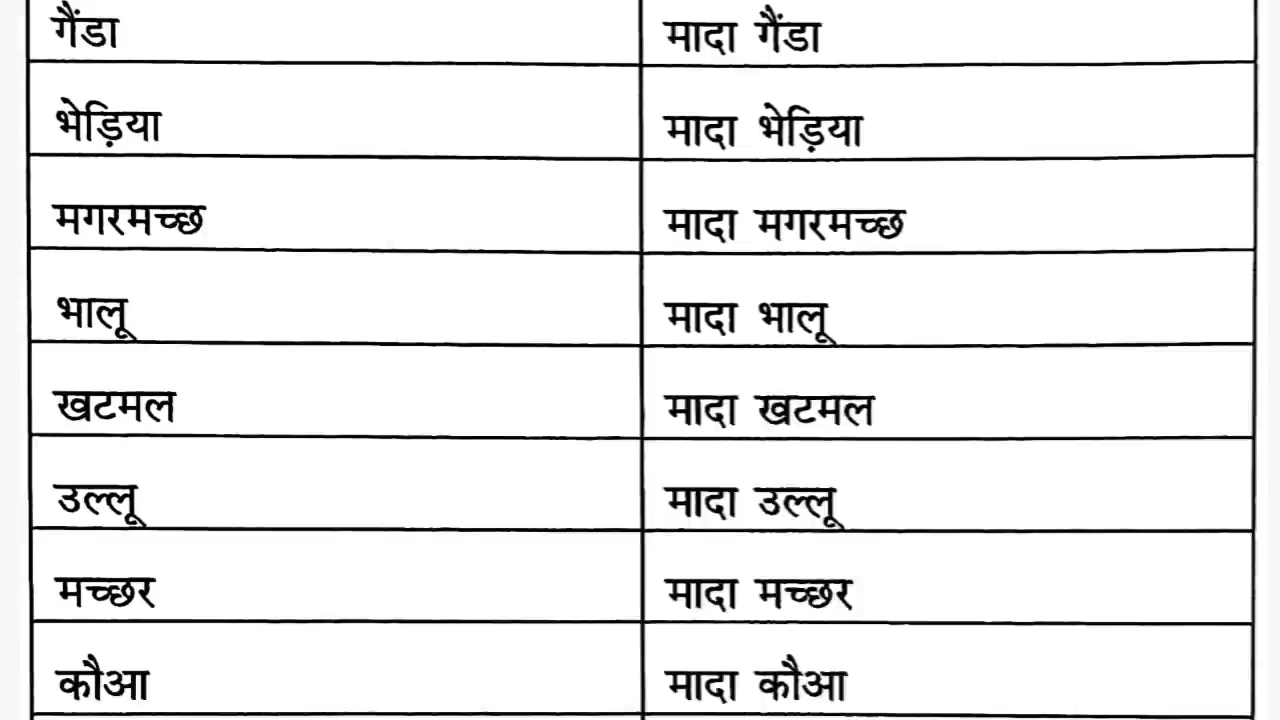 गैंडा मादा गैंडा
भेड़िया मादा भेड़िया
मगरमच्छ मादा मगरमच्छ
भालू मादा भालू
खटमल मादा खटमल
उल्लू मादा उल्लू
मच्छर मादा मच्छर
कौआ मादा कौआ